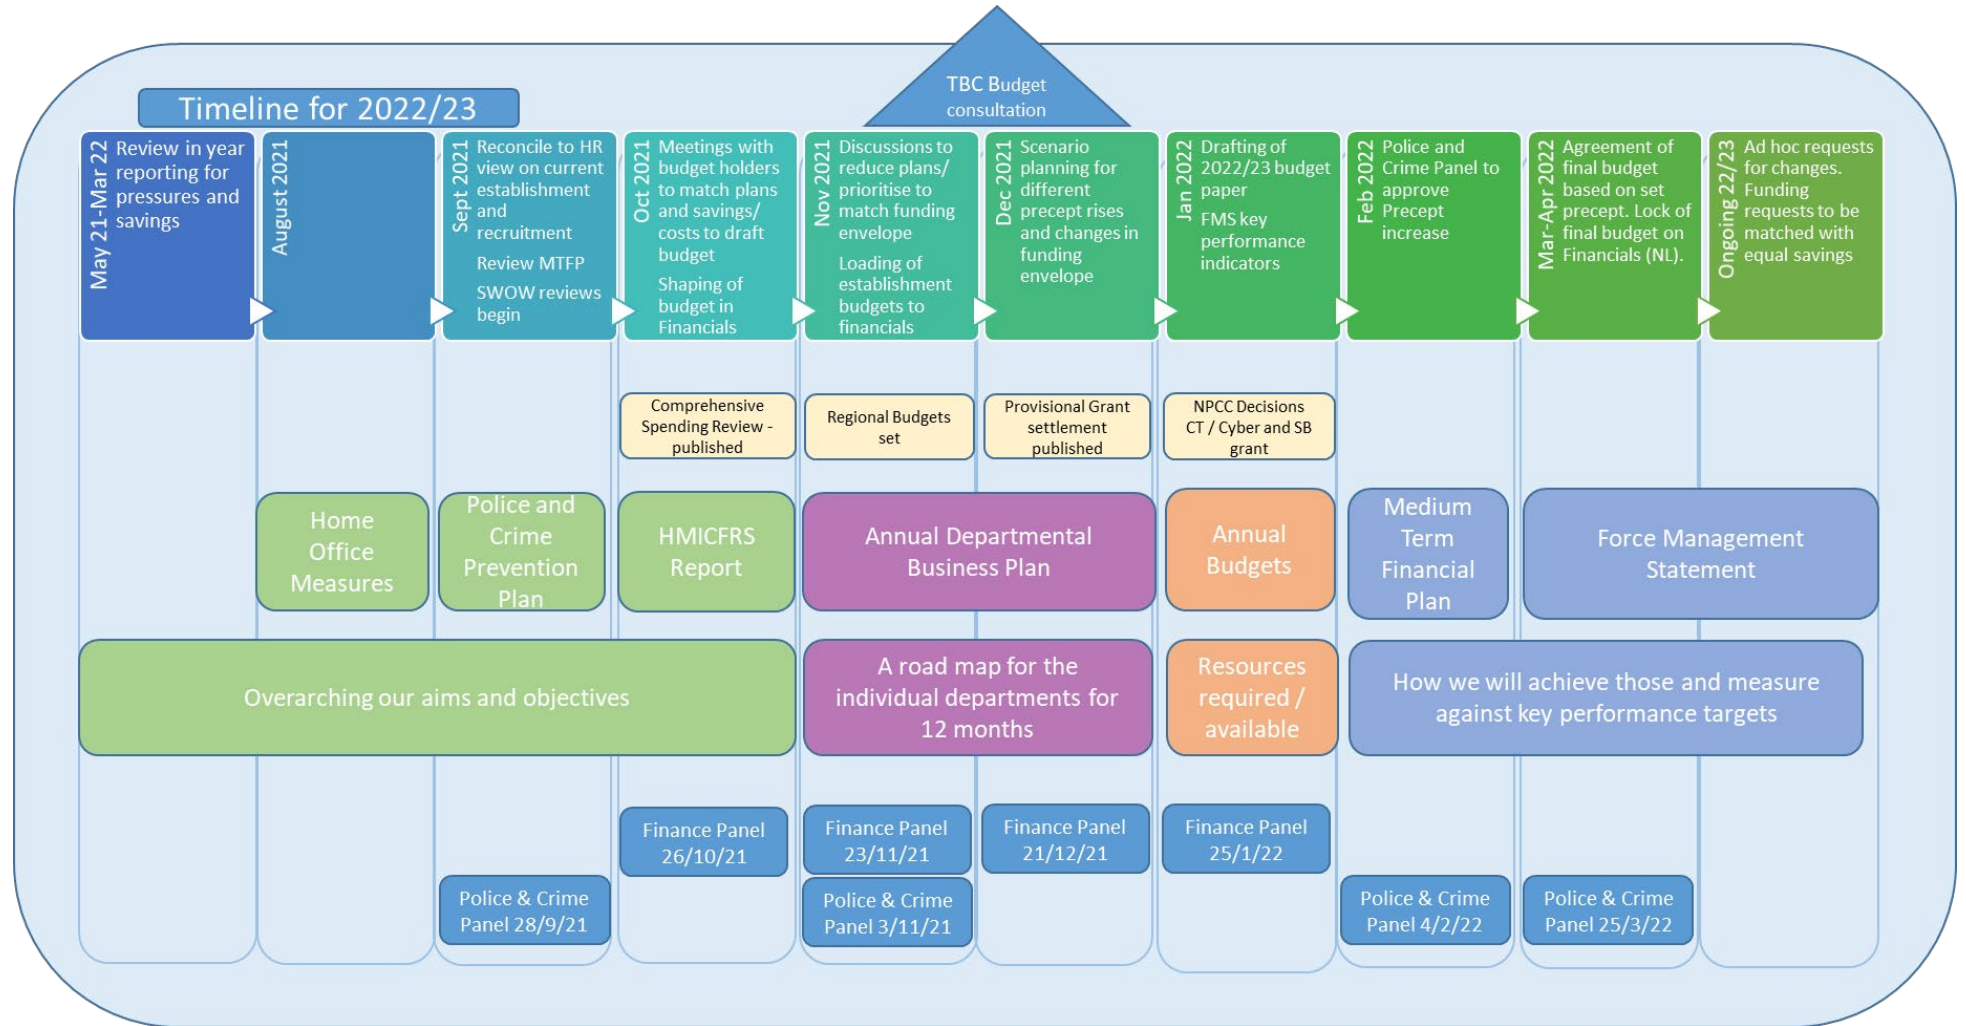 TBC Budget
consultation
Timeline for 2022/23
May 21-Mar 22
Review in year
reporting for
pressures and
savings
August 2021
Sept 2021
Reconcile to HR
view on current
establishment
and
recruitment
Review MTFP
SWOW reviews
begin
Oct 2021
Meetings with
budget holders
to match plans
and savings/
costs to draft
budget
Shaping of
budget in
Financials
Nov 2021
Discussions to
reduce plans/
prioritise to
match funding
envelope
Loading of
establishment
budgets to
financials
Dec 2021
Scenario
planning for
different
precept rises
and changes in
funding
envelope
Jan 2022
Drafting of
2022/23 budget
paper
FMS key
performance
indicators
Feb 2022
Police and
Crime Panel to
approve
Precept
increase
Mar-Apr 2022
Agreement of
final budget
based on set
precept. Lock of
final budget on
Financials (NL).
Ongoing 22/23
Ad hoc requests
for changes.
Funding
requests to be
matched with
equal savings
Comprehensive
Spending Review -
published
Regional Budgets
set
Provisional Grant
settlement
published
NPCC Decisions
CT / Cyber and SB
grant
Home
Office
Measures
Police and
Crime
Prevention
Plan
HMICFRS
Report
Annual Departmental
Business Plan
Annual
Budgets
Medium
Term
Financial
Plan
Force Management
Statement
Overarching our aims and objectives
A road map for the
individual departments for
12 months
Resources
required /
available
How we will achieve those and measure
against key performance targets
Finance Panel
26/10/21
Finance Panel
23/11/21
Finance Panel
21/12/21
Finance Panel
25/1/22
Police & Crime
Panel 28/9/21
Police & Crime
Panel 3/11/21
Police & Crime
Panel 4/2/22
Police & Crime
Panel 25/3/22